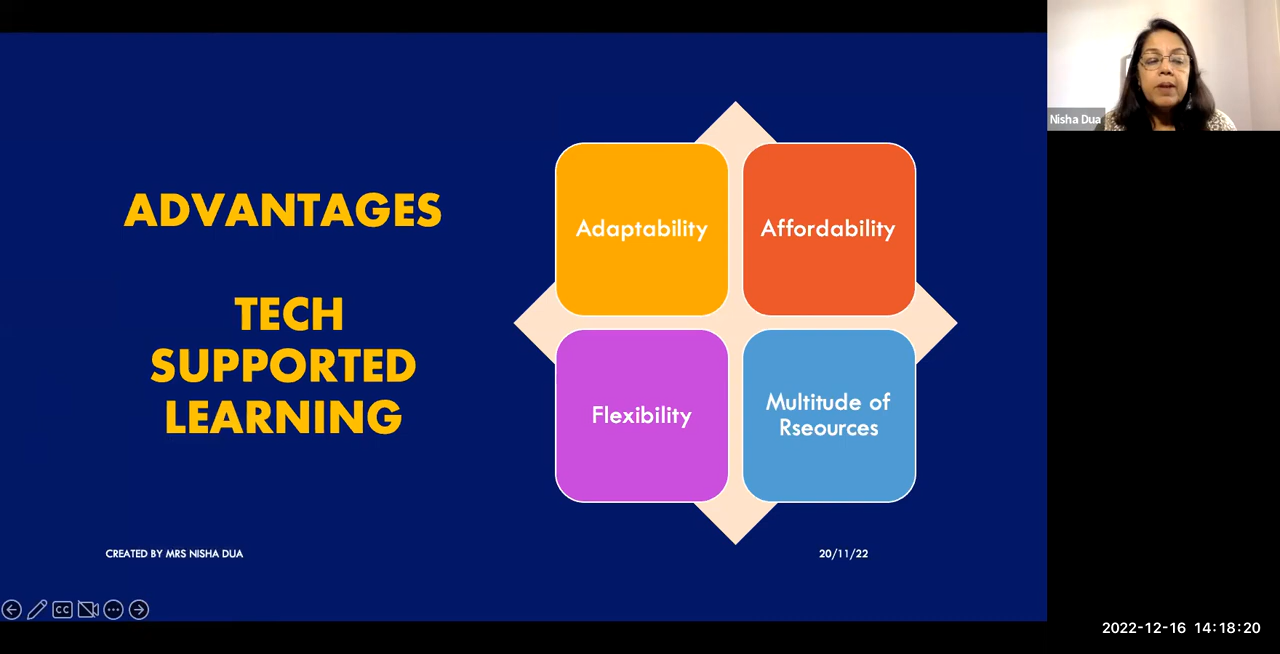 ADVANTAGES
TECH
SUPPORTED
LEARNING
Adaptability
Affordability
Flexibility
Multitude of
Rseources
CREATED BY MRS NISHA DUA
20/11/22
CC
Nisha Dua
2022-12-16 14:18:20